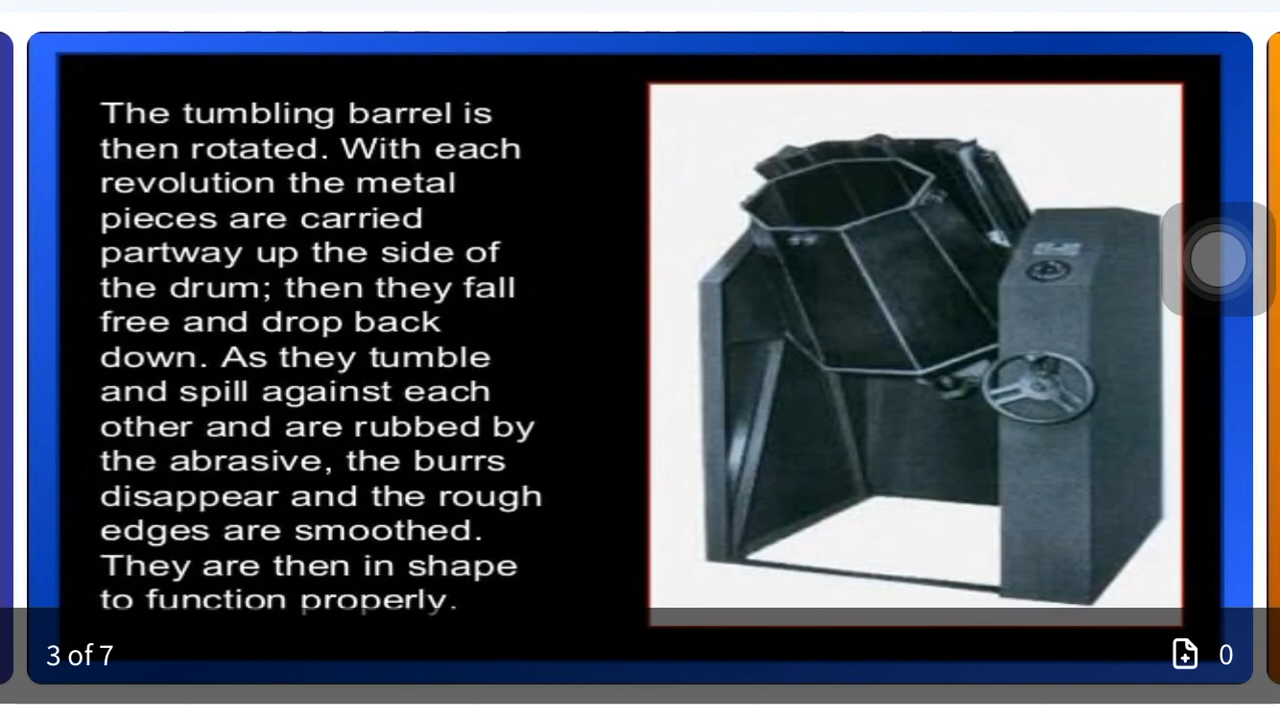 The tumbling barrel is
then rotated. With each
revolution the metal
pieces are carried
partway up the side of
the drum; then they fall
free and drop back
down. As they tumble
and spill against each
other and are rubbed by
the abrasive, the burrs
disappear and the rough
edges are smoothed.
They are then in shape
to function properly.
3 of 7
0